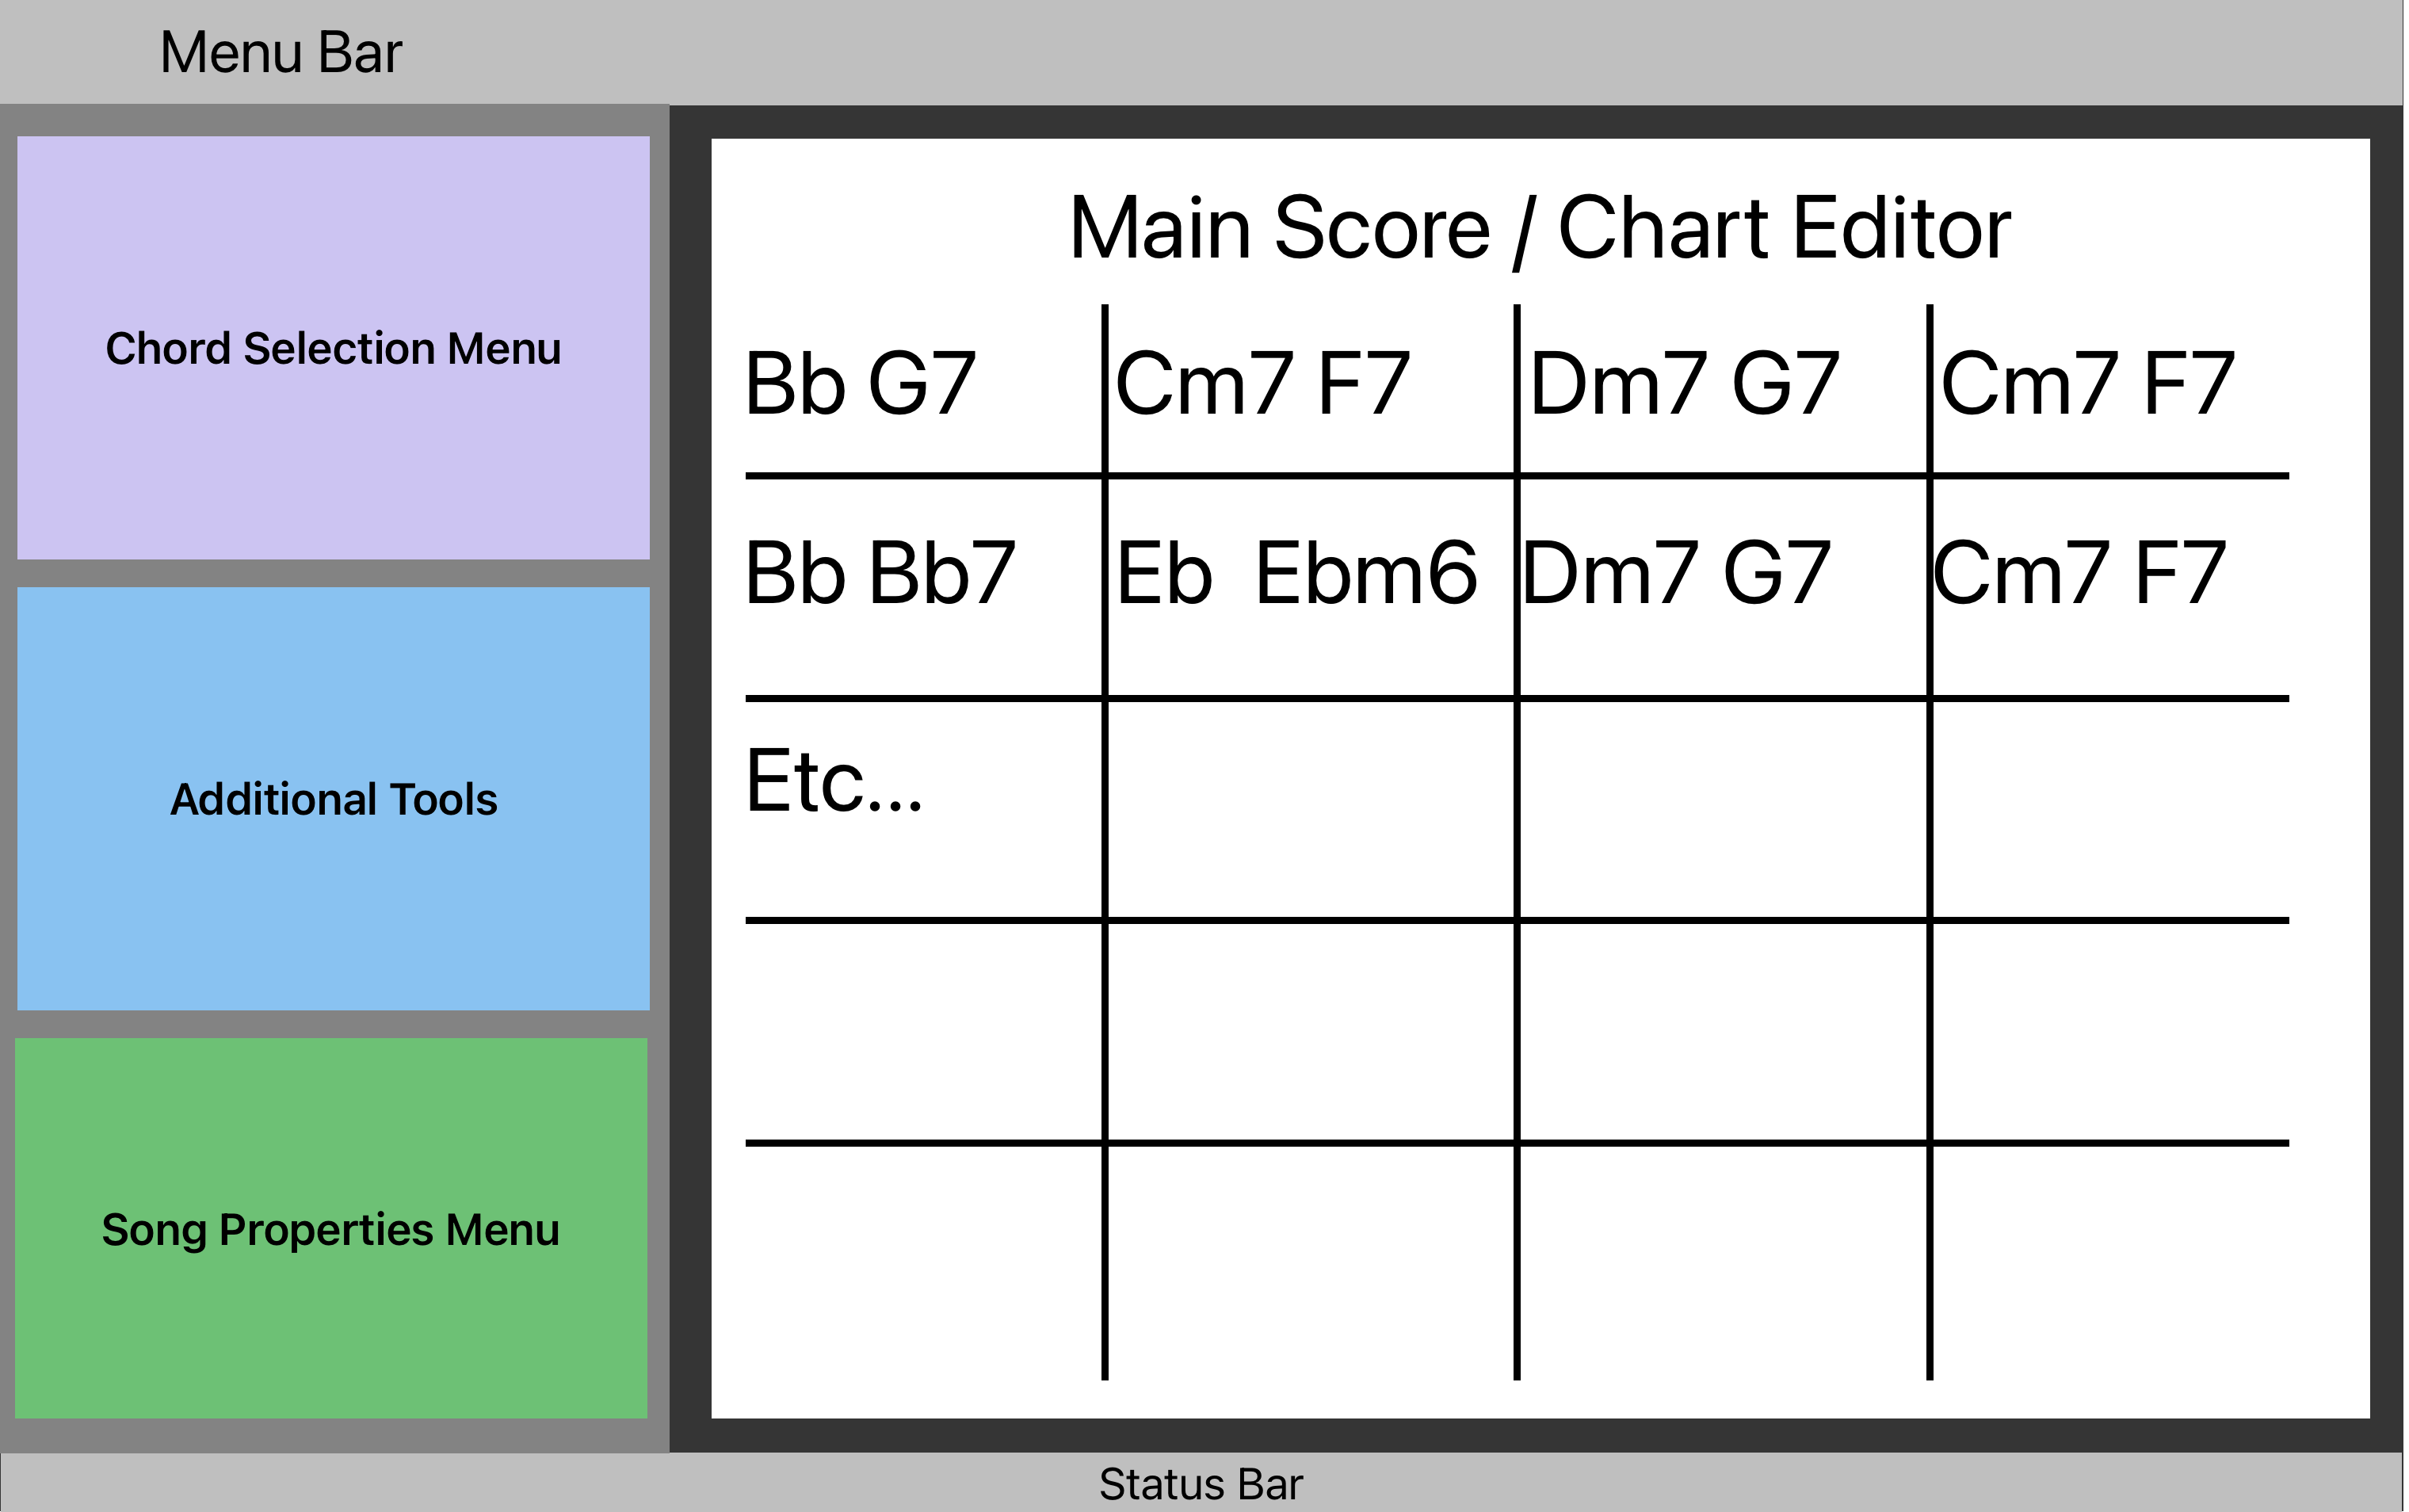 Menu Bar
Chord Selection Menu
Additional Tools
Song Properties Menu
Main Score / Chart Editor
Bb G7 Cm7 F7 Dm7 G7 Cm7 F7
Bb Bb7 Eb Ebm6 Dm7 G7 Cm7 F7
Etc...
Status Bar